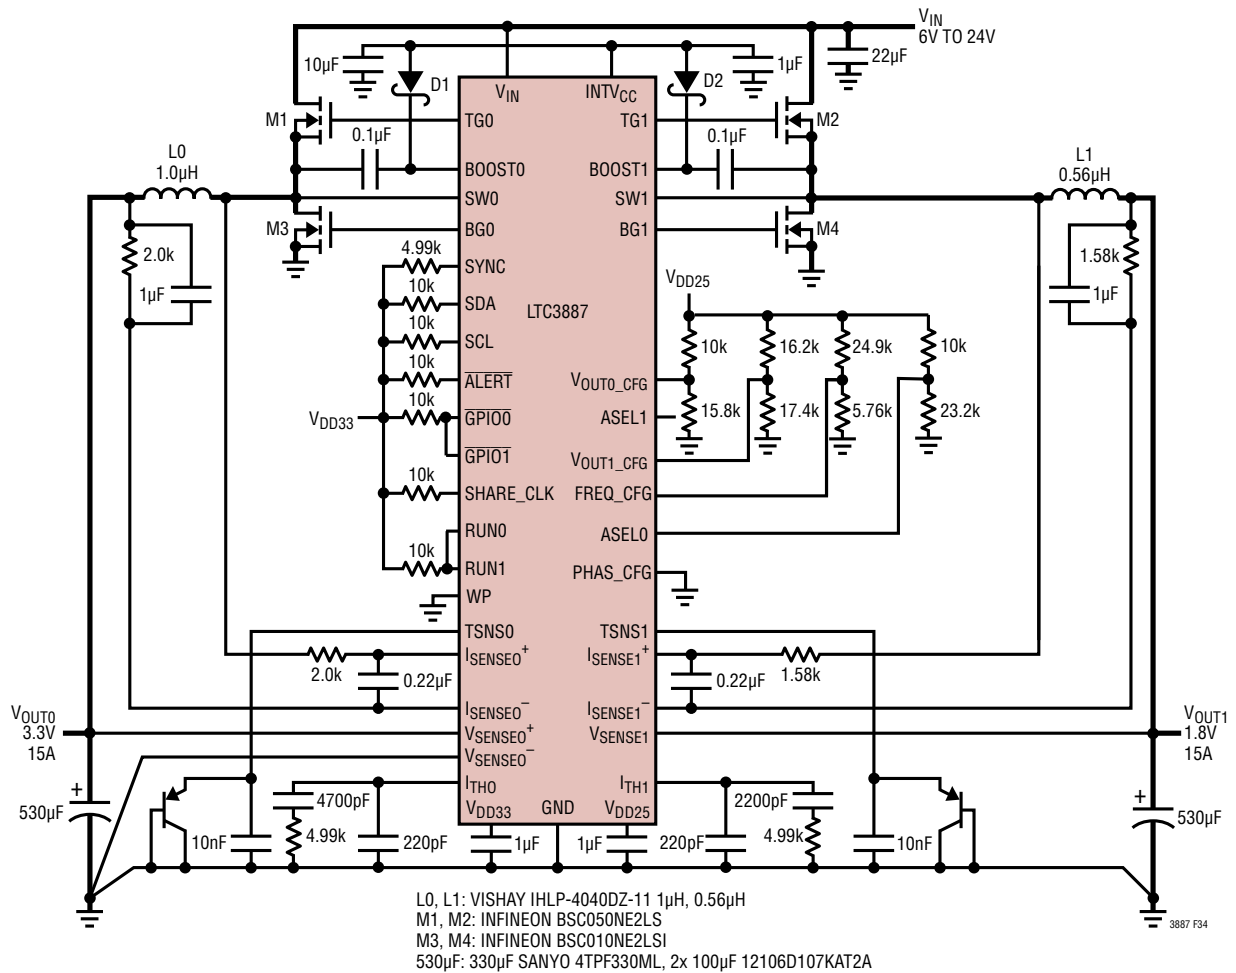 VIN
6V TO 24V
10µF
1µF
22µF
D1
D2
VIN
INTVCC
M1
TG0
TG1
M2
0.1µF
0.1µF
L0
1.0µH
BOOST0
BOOST1
L1
0.56µH
SW0
SW1
M3
BG0
BG1
M4
2.0k
1µF
4.99k
SYNC
1.58k
1µF
VDD25
10k
SDA
LTC3887
10k
SCL
10k
16.2k
24.9k
10k
10k
ALERT
VOUT0_CFG
10k
VDD33
GPIO0
ASEL1
15.8k
17.4k
5.76k
23.2k
GPIO1
VOUT1_CFG
10k
SHARE_CLK
FREQ_CFG
RUN0
ASEL0
10k
RUN1
PHAS_CFG
WP
TSNS0
TSNS1
ISENSE0+
ISENSE1+
2.0k
0.22µF
0.22µF
1.58k
ISENSE0–
ISENSE1–
VOUT0
3.3V
15A
VSENSE0+
VSENSE1
VOUT1
1.8V
15A
VSENSE0–
ITH0
ITH1
+
530µF
4700pF
2200pF
+
530µF
VDD33
GND
VDD25
10nF
4.99k
220pF
1µF
1µF
220pF
4.99k
10nF
L0, L1: VISHAY IHLP-4040DZ-11 1µH, 0.56µH
M1, M2: INFINEON BSC050NE2LS
M3, M4: INFINEON BSC010NE2LSI
530µF: 330µF SANYO 4TPF330ML, 2x 100µF 12106D107KAT2A
3887 F34